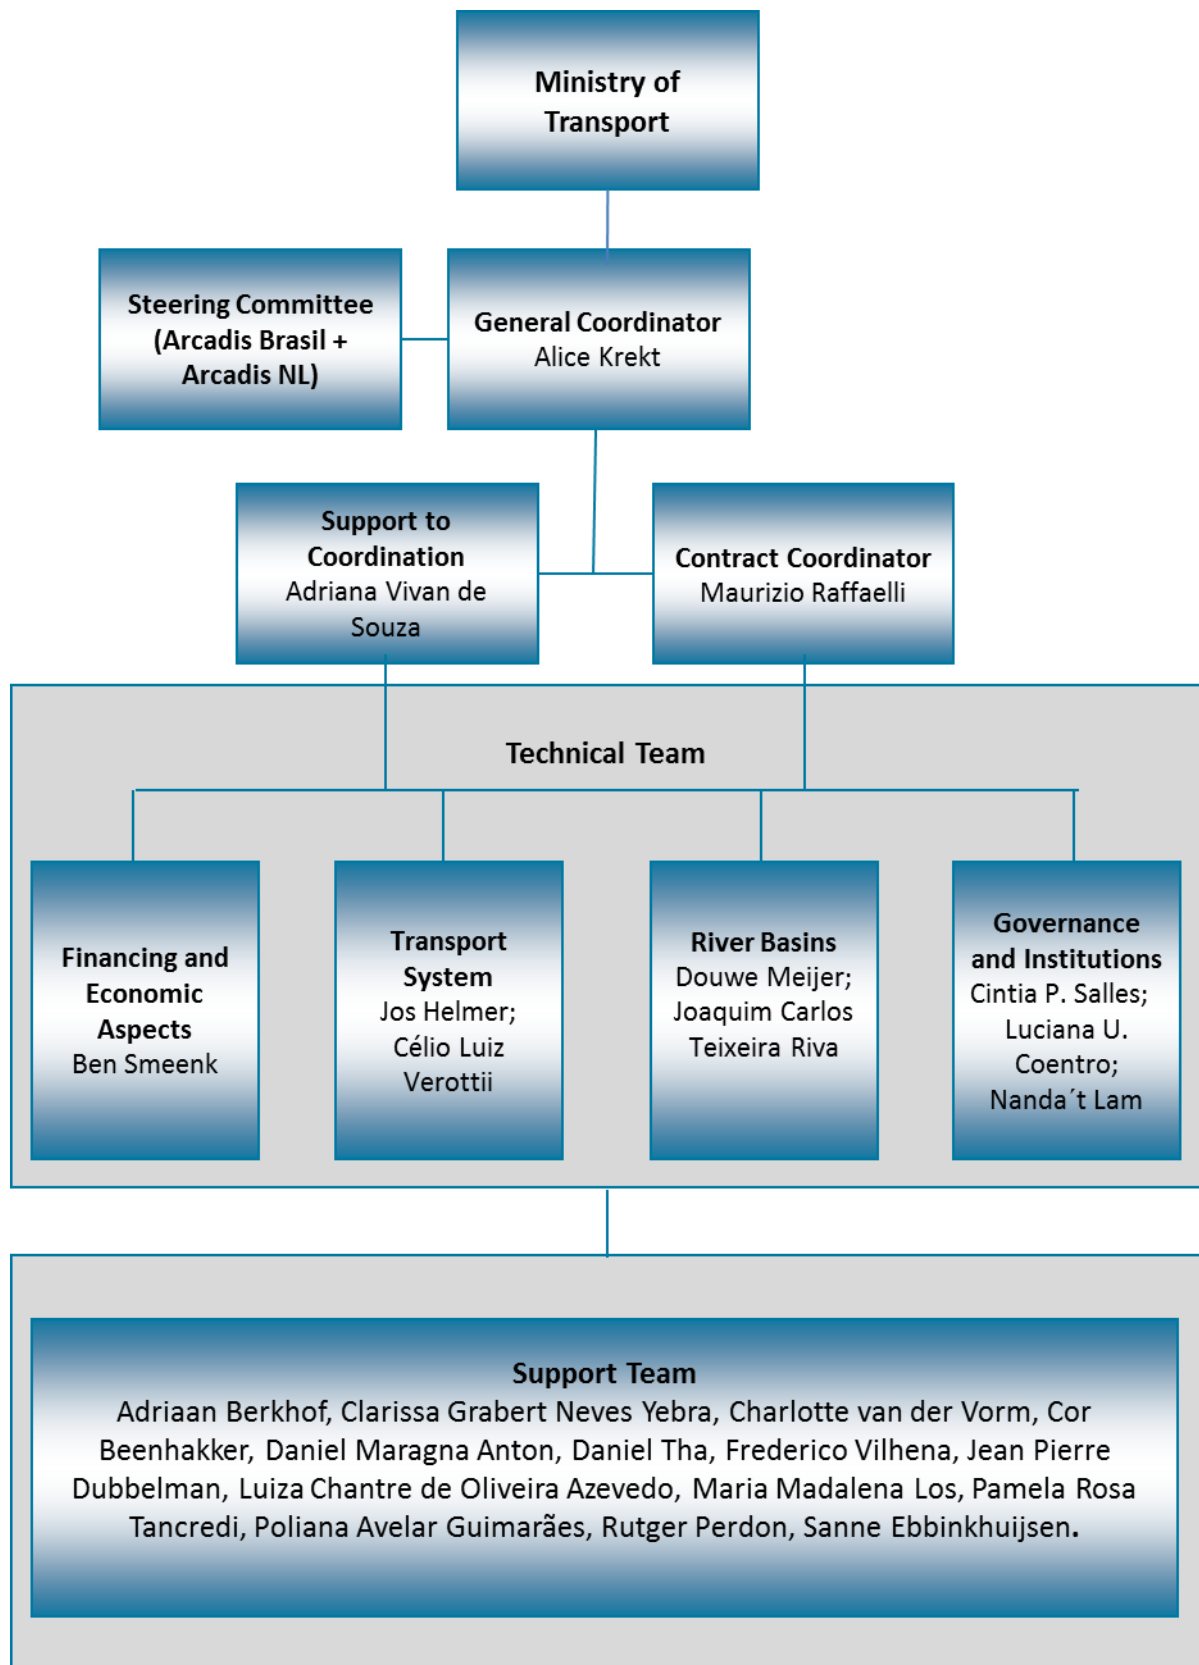 Ministry of
Transport
Steering Committee
(Arcadis Brasil +
Arcadis NL)
General Coordinator
Alice Krekt
Support to
Coordination
Adriana Vivan de
Souza
Contract Coordinator
Maurizio Raffaelli
Technical Team
Financing and
Economic
Aspects
Ben Smeenk
Transport
System
Jos Helmer;
Célio Luiz
Verottii
River Basins
Douwe Meijer;
Joaquim Carlos
Teixeira Riva
Governance
and Institutions
Cintia P. Salles;
Luciana U.
Coentro;
Nanda´t Lam
Support Team
Adriaan Berkhof, Clarissa Grabert Neves Yebra, Charlotte van der Vorm, Cor
Beenhakker, Daniel Maragna Anton, Daniel Tha, Frederico Vilhena, Jean Pierre
Dubbelman, Luiza Chantre de Oliveira Azevedo, Maria Madalena Los, Pamela Rosa
Tancredi, Poliana Avelar Guimarães, Rutger Perdon, Sanne Ebbinkhuijsen.